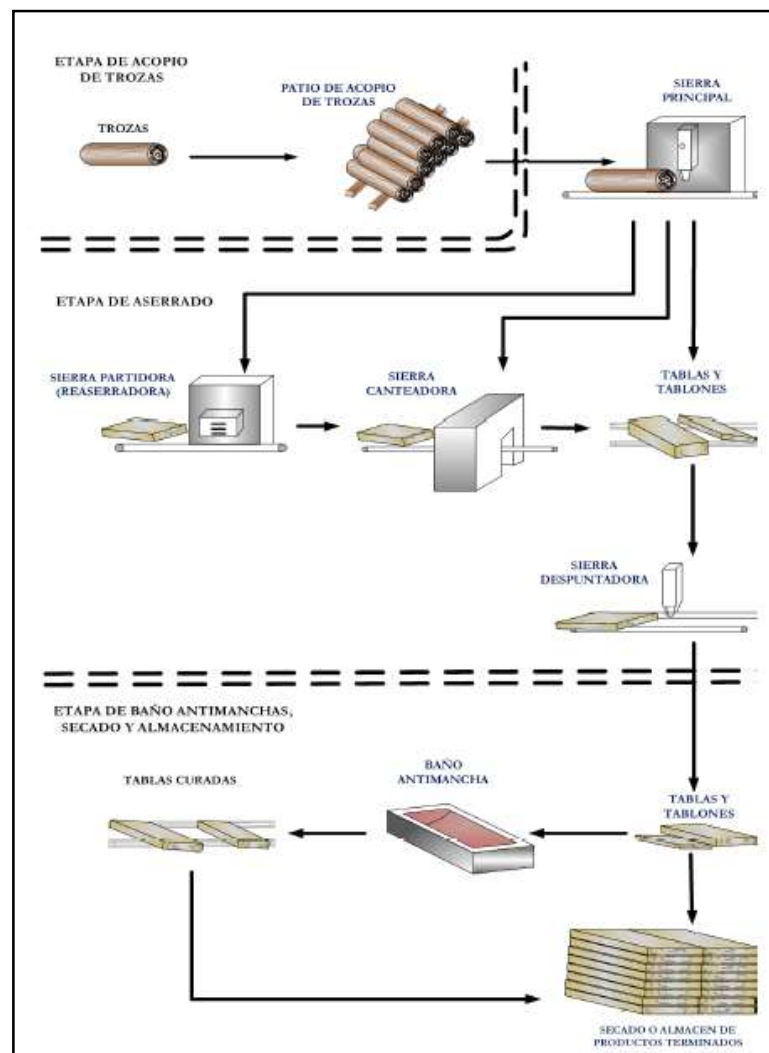 ETAPA DE ACOPIO
DE TROZAS
PATIO DE ACOPIO
DE TROZAS
SIERRA
PRINCIPAL
TROZAS
ETAPA DE ASERRADO
SIERRA PARTIDORA
(REASERRADORA)
SIERRA
CANTEADORA
TABLAS Y
TABLONES
SIERRA
DESPUNTADORA
ETAPA DE BAÑO ANTIMANCHAS,
SECADO Y ALMACENAMIENTO
TABLAS CURADAS
BAÑO
ANTIMANCHA
TABLAS Y
TABLONES
SECADO O ALMACEN DE
PRODUCTOS TERMINADOS